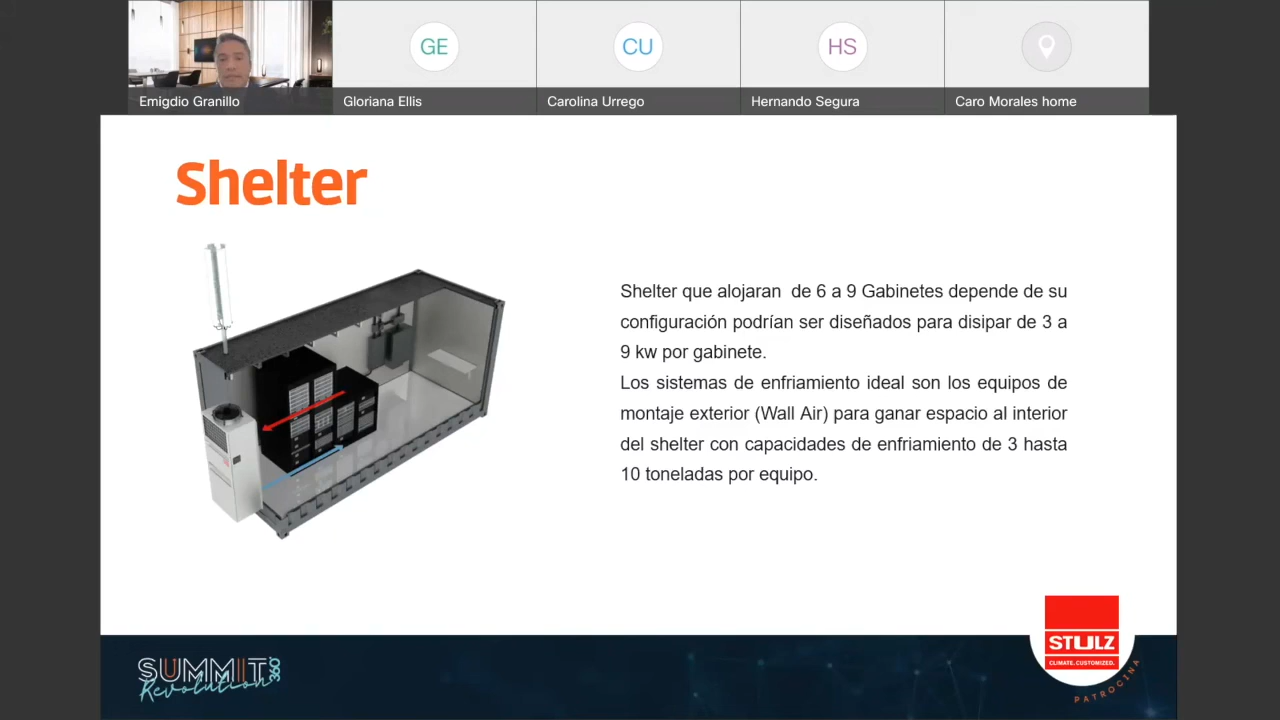 GE
CU
HS
Emigdio Granillo
Gloriana Ellis
Carolina Urrego
Hernando Segura
Caro Morales home
Shelter
Shelter que alojaran  de 6 a 9 Gabinetes depende de su
configuración podrían ser diseñados para disipar de 3 a
9 kw por gabinete.
Los sistemas de enfriamiento ideal son los equipos de
montaje exterior (Wall Air) para ganar espacio al interior
del shelter con capacidades de enfriamiento de 3 hasta
10 toneladas por equipo.
SUMMIT 360°
Revolution
STULZ
CLIMATE. CUSTOMIZED.
PATROCINA